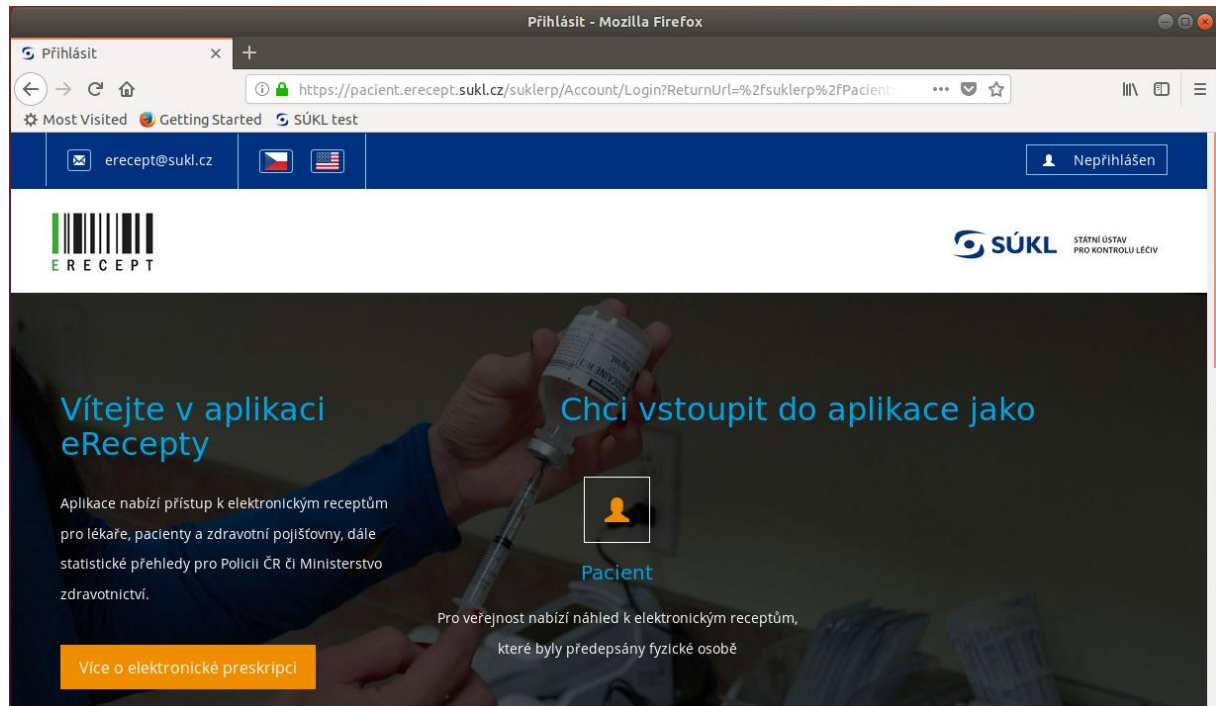 Přihlásit - Mozilla Firefox
Přihlásit
https://pacient.erecept.sukl.cz/suklerp/Account/Login?ReturnUrl=%2fsuklerp%2fPacient
Most Visited Getting Started SÚKL test
erecept@sukl.cz
Nepřihlášen
ERECEPT
SÚKL
STÁTNÍ ÚSTAV
PRO KONTROLU LÉČIV
Vítejte v aplikaci
eRecepty
Aplikace nabízí přístup k elektronickým receptům
pro lékaře, pacienty a zdravotní pojišťovny, dále
statistické přehledy pro Policii ČR či Ministerstvo
zdravotnictví.
Více o elektronické preskripci
Chci vstoupit do aplikace jako
Pacient
Pro veřejnost nabízí náhled k elektronickým receptům,
které byly předepsány fyzické osobě